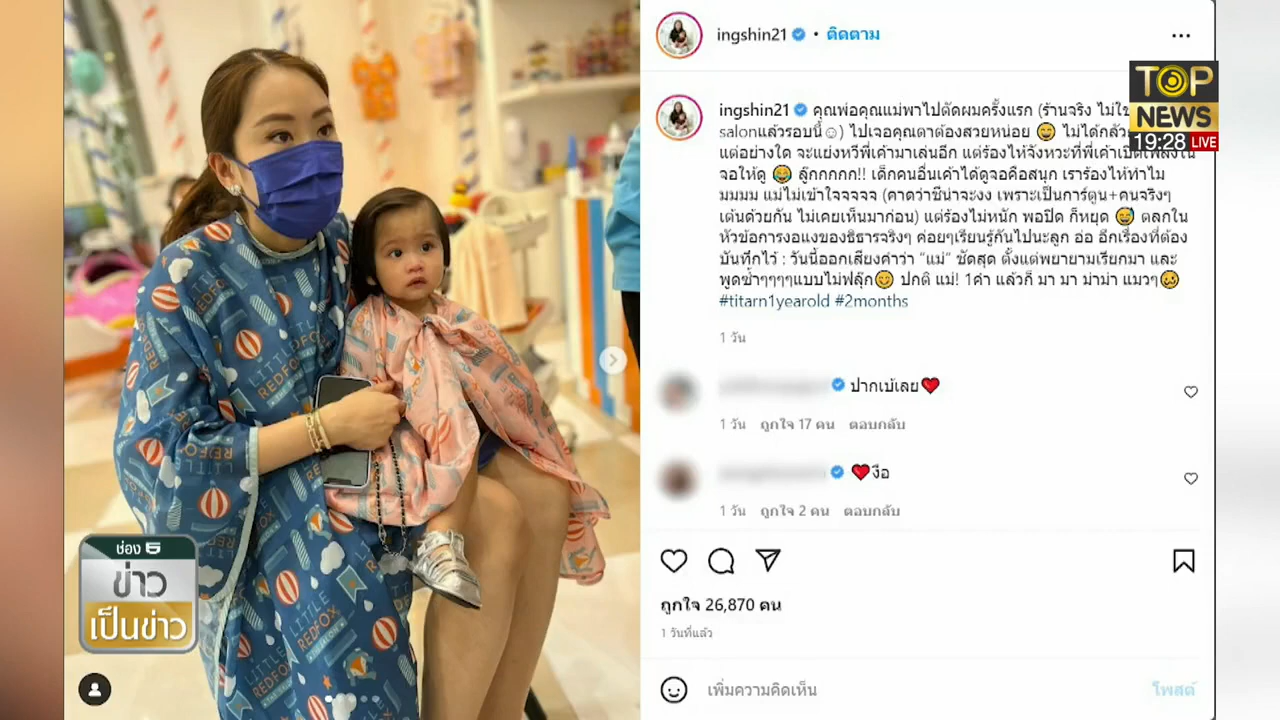 ingshin21 • ติดตาม
TOP
NEWS
19:28 LIVE
ingshin21 คุณพ่อคุณแม่พาไปตัดผมครั้งแรก (ร้านจริง ไม่ใช่
salonแล้วรอบนี้☺) ไปเจอคุณตาต้องสวยหน่อย 😄 ไม่ได้กลัว
แต่อย่างใด จะแย่งหวีพี่เค้ามาเล่นอีก แต่ร้องไห้จังหวะที่พี่เค้าเปิดเพลงใน
จอให้ดู 😂 ลุ๊กกกกก!! เด็กคนอื่นเค้าได้ดูจอคือสนุก เราร้องไห้ทำไม
มมมมม แม่ไม่เข้าใจจจจจ (คาดว่าชีน่าจะงง เพราะเป็นการ์ตูน+คนจริงๆ
เต้นด้วยกัน ไม่เคยเห็นมาก่อน) แต่ร้องไม่หนัก พอปิด ก็หยุด 😅 ตลกใน
หัวข้อการงอแงของธิธารจริงๆ ค่อยๆเรียนรู้กันไปนะลูก อ่อ อีกเรื่องที่ต้อง
บันทึกไว้ : วันนี้ออกเสียงคำว่า “แม่” ชัดสุด ตั้งแต่พยายามเรียกมา และ
พูดซ้ำๆๆๆๆแบบไม่ฟลุ๊ก😊 ปกติ แม่! 1คำ แล้วก็ มา มา ม่าม่า แมวๆ🥴
#titarn1yearold #2months
1 วัน
ปากเบ้เลย❤️
1 วัน ถูกใจ 17 คน ตอบกลับ
❤️งือ
1 วัน ถูกใจ 2 คน ตอบกลับ
ถูกใจ 26,870 คน
1 วันที่แล้ว
เพิ่มความคิดเห็น โพสต์
LITTLE
REDFOX
LITTLE
REDFOX
ช่อง 5
ข่าว
เป็นข่าว